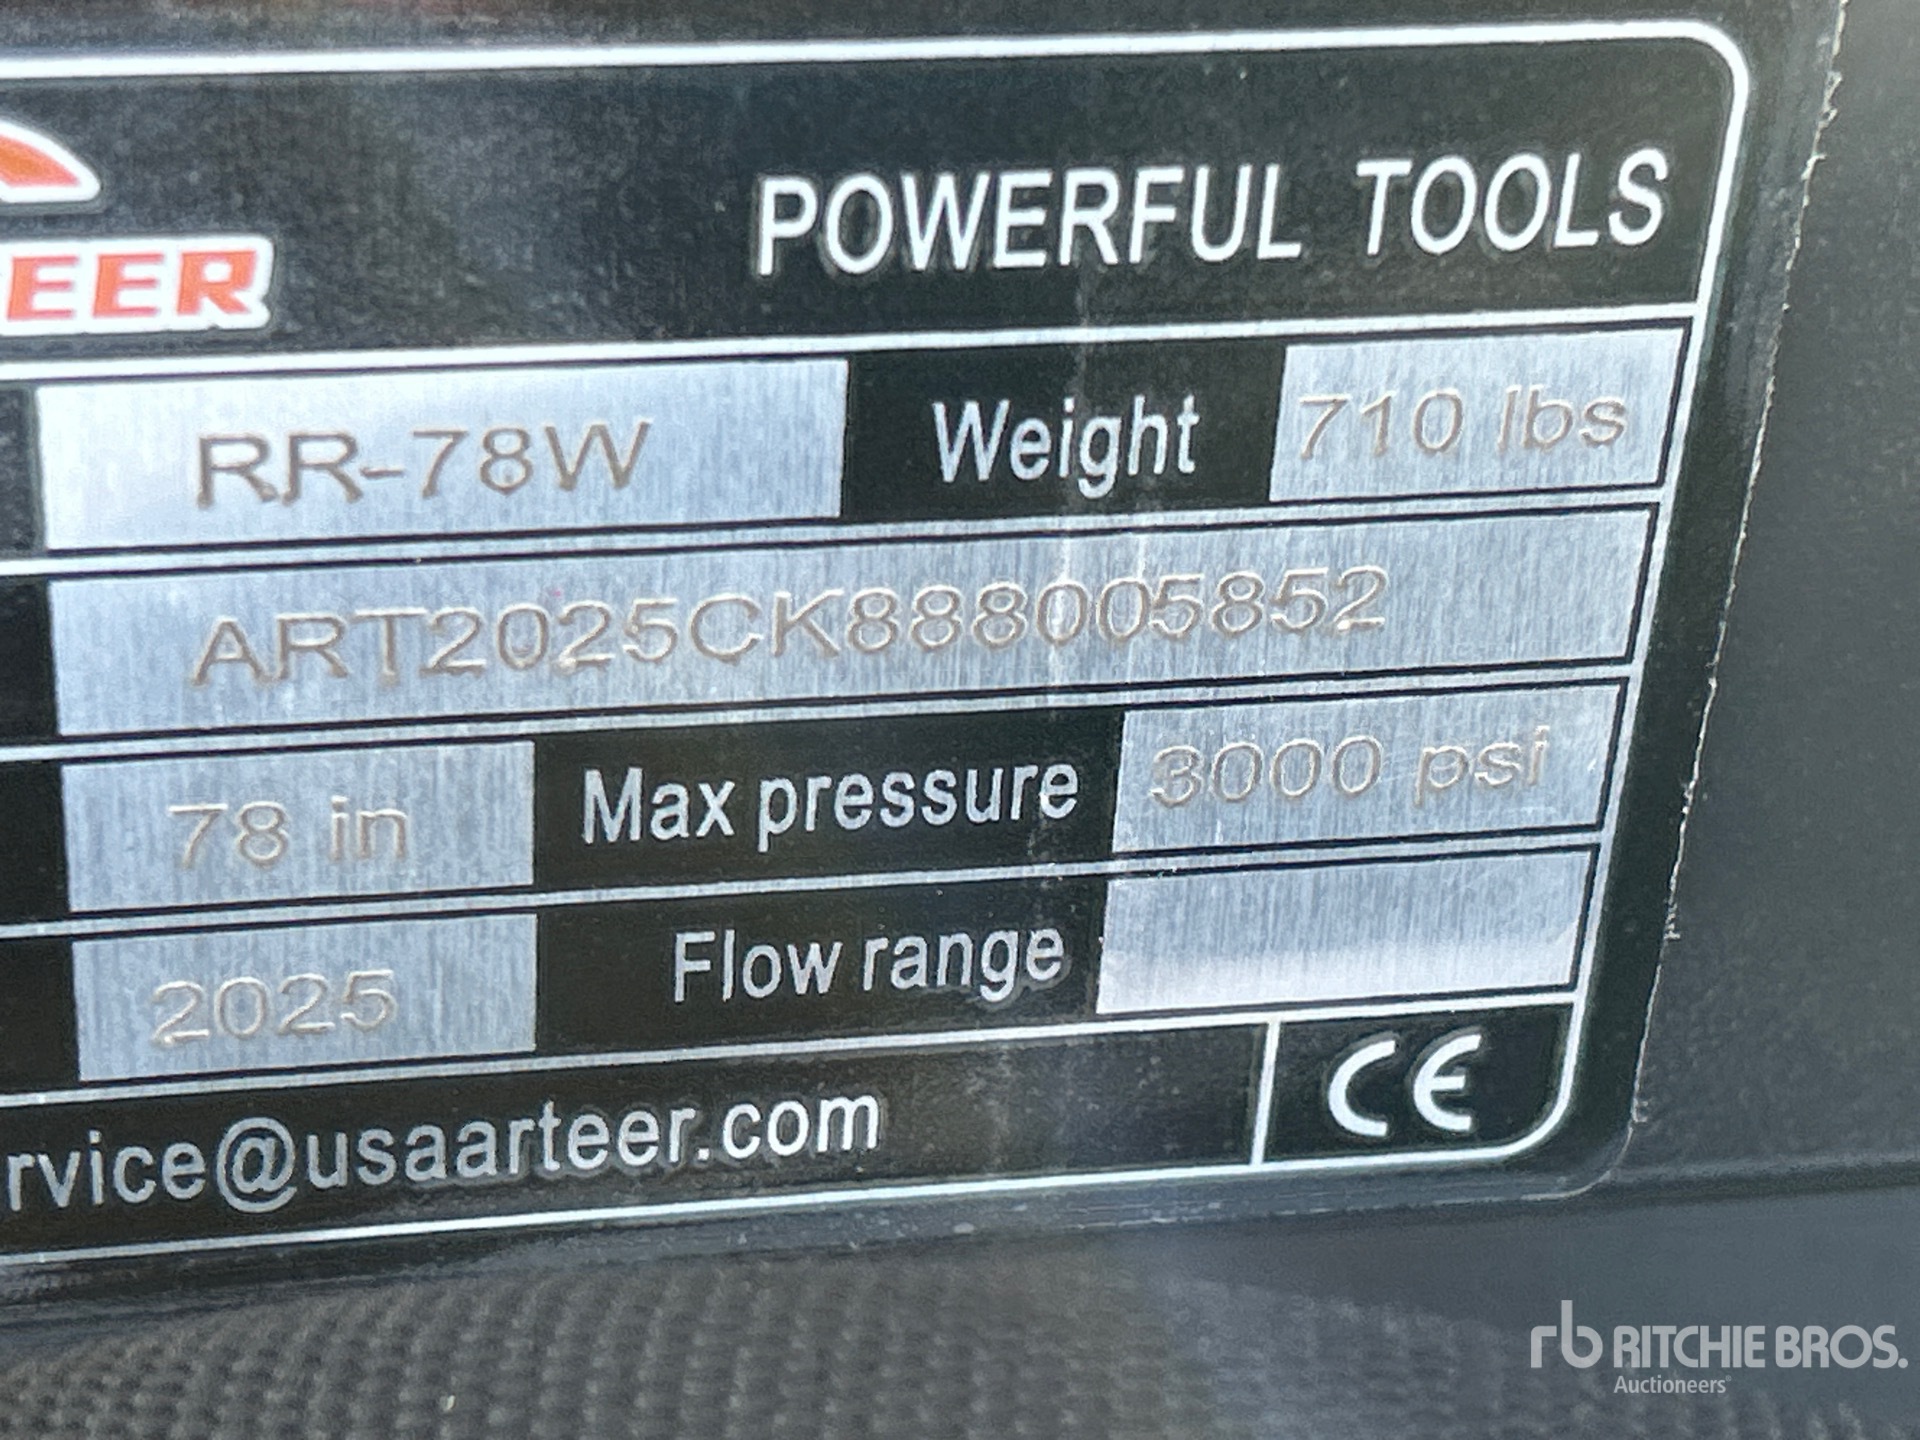 EER
POWERFUL TOOLS
RR-78W Weight 710 lbs
ART2025CK888005852
78 in Max pressure 3000 psi
2025 Flow range
rvice@usaarteer.com CE
rb RITCHIE BROS.
Auctioneers